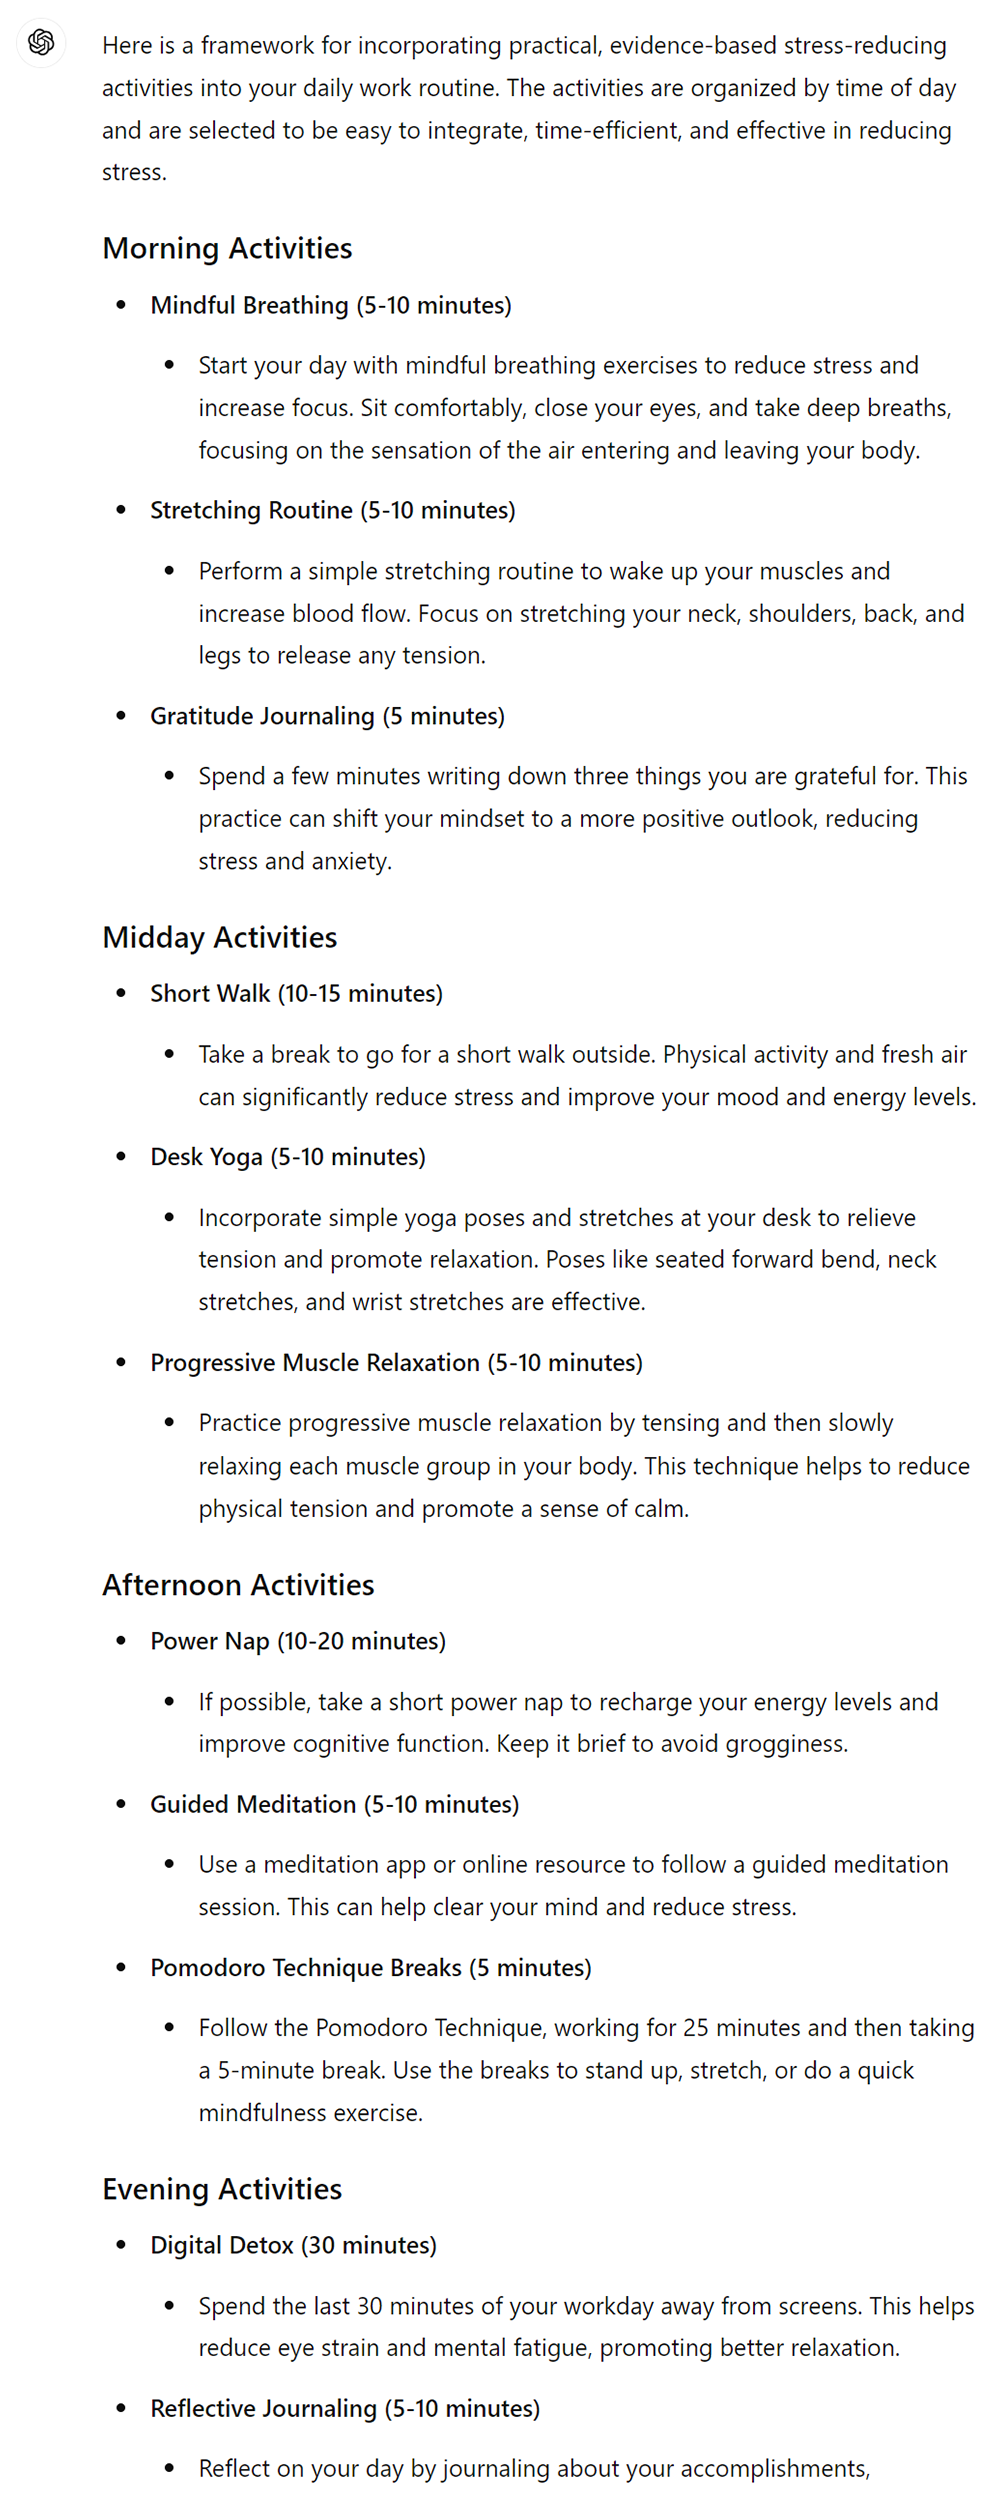 Here is a framework for incorporating practical, evidence-based stress-reducing
activities into your daily work routine. The activities are organized by time of day
and are selected to be easy to integrate, time-efficient, and effective in reducing
stress.
Morning Activities
• Mindful Breathing (5-10 minutes)
• Start your day with mindful breathing exercises to reduce stress and
increase focus. Sit comfortably, close your eyes, and take deep breaths,
focusing on the sensation of the air entering and leaving your body.
• Stretching Routine (5-10 minutes)
• Perform a simple stretching routine to wake up your muscles and
increase blood flow. Focus on stretching your neck, shoulders, back, and
legs to release any tension.
• Gratitude Journaling (5 minutes)
• Spend a few minutes writing down three things you are grateful for. This
practice can shift your mindset to a more positive outlook, reducing
stress and anxiety.
Midday Activities
• Short Walk (10-15 minutes)
• Take a break to go for a short walk outside. Physical activity and fresh air
can significantly reduce stress and improve your mood and energy levels.
• Desk Yoga (5-10 minutes)
• Incorporate simple yoga poses and stretches at your desk to relieve
tension and promote relaxation. Poses like seated forward bend, neck
stretches, and wrist stretches are effective.
• Progressive Muscle Relaxation (5-10 minutes)
• Practice progressive muscle relaxation by tensing and then slowly
relaxing each muscle group in your body. This technique helps to reduce
physical tension and promote a sense of calm.
Afternoon Activities
• Power Nap (10-20 minutes)
• If possible, take a short power nap to recharge your energy levels and
improve cognitive function. Keep it brief to avoid grogginess.
• Guided Meditation (5-10 minutes)
• Use a meditation app or online resource to follow a guided meditation
session. This can help clear your mind and reduce stress.
• Pomodoro Technique Breaks (5 minutes)
• Follow the Pomodoro Technique, working for 25 minutes and then taking
a 5-minute break. Use the breaks to stand up, stretch, or do a quick
mindfulness exercise.
Evening Activities
• Digital Detox (30 minutes)
• Spend the last 30 minutes of your workday away from screens. This helps
reduce eye strain and mental fatigue, promoting better relaxation.
• Reflective Journaling (5-10 minutes)
• Reflect on your day by journaling about your accomplishments,